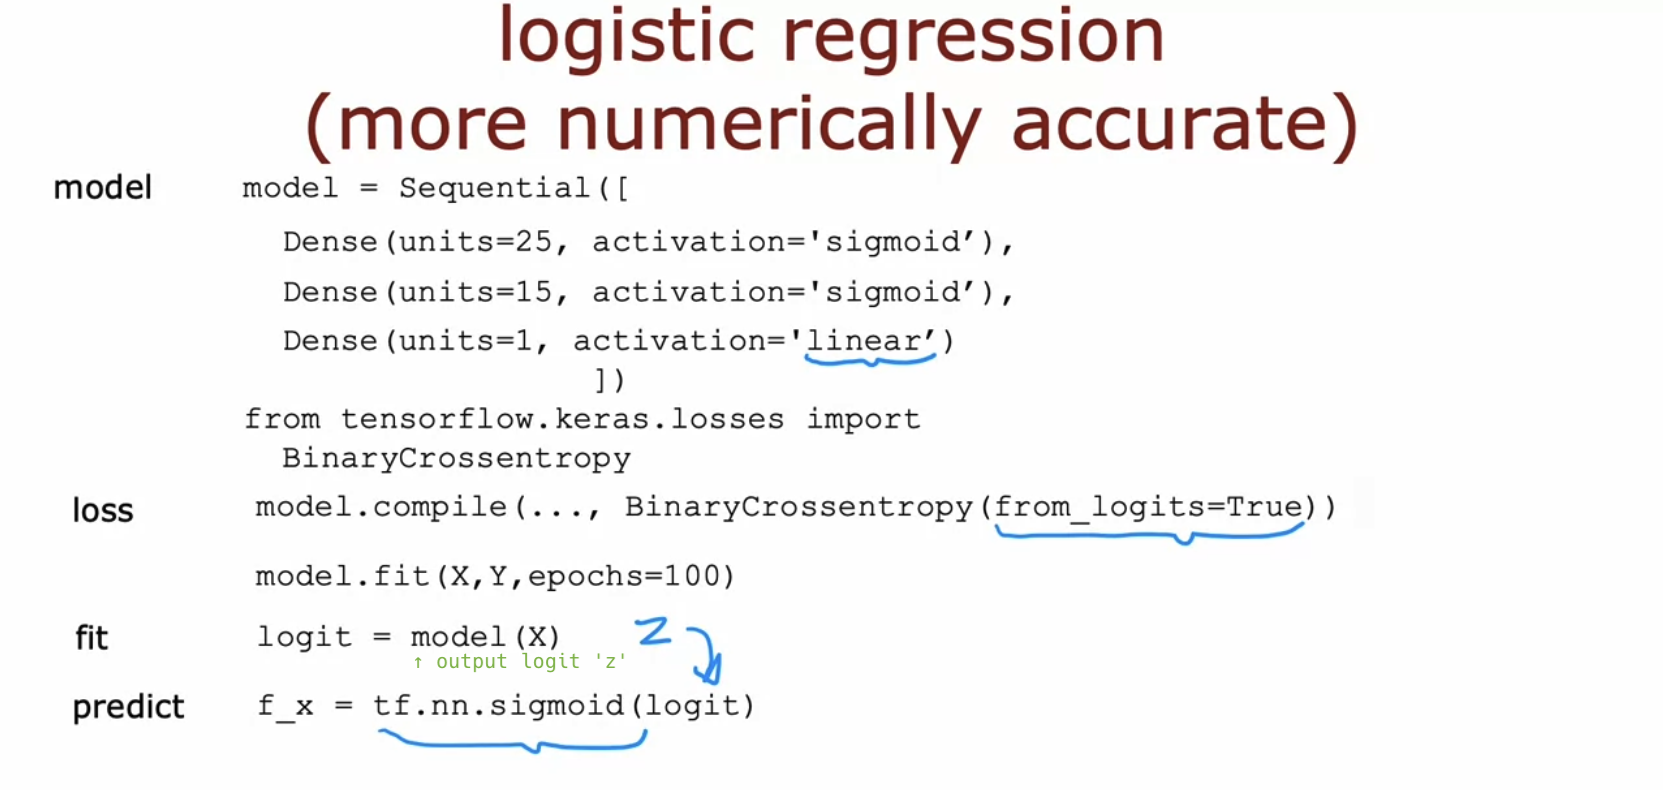 logistic regression
(more numerically accurate)
model model = Sequential([
Dense(units=25, activation='sigmoid’),
Dense(units=15, activation='sigmoid’),
Dense(units=1, activation='linear’)
])
from tensorflow.keras.losses import
BinaryCrossentropy
loss model.compile(..., BinaryCrossentropy(from_logits=True))
model.fit(X,Y,epochs=100)
fit logit = model(X) z
↑ output logit 'z'
predict f_x = tf.nn.sigmoid(logit)